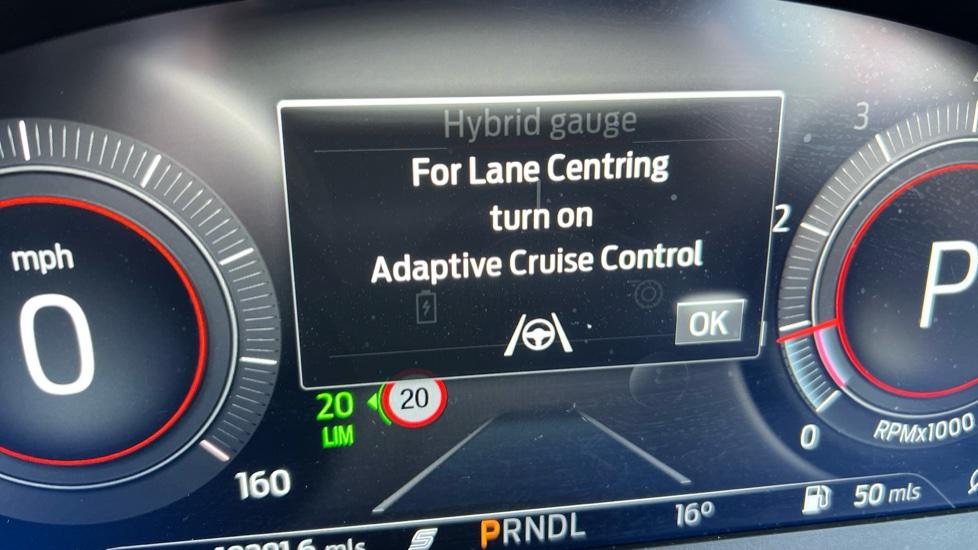 Hybrid gauge
For Lane Centring
turn on
Adaptive Cruise Control
OK
mph
0
160
20
LIM
20
3
2
0
P
RPMx1000
PRNDL
16°
50 mls
mls